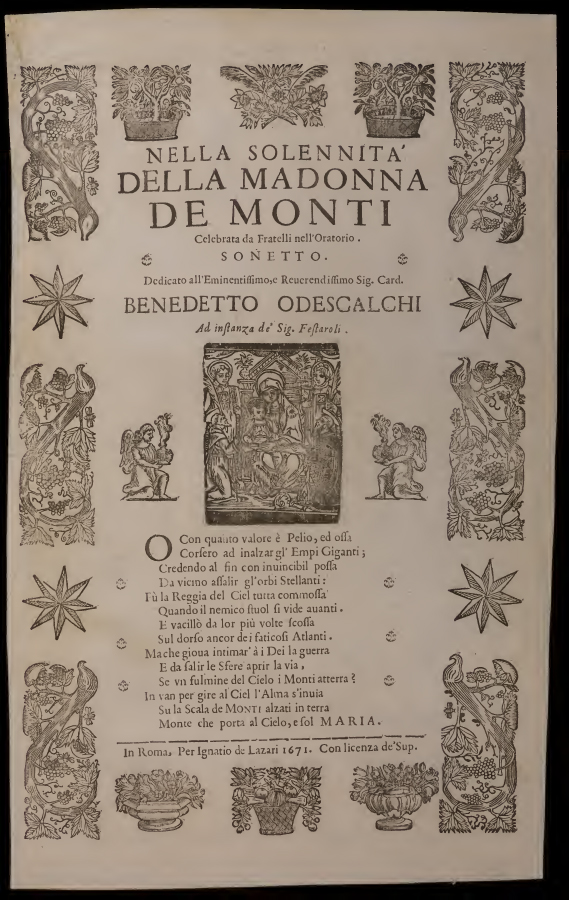 NELLA SOLENNITA'
DELLA MADONNA
DE MONTI
Celebrata da Fratelli nell'Oratorio .
SONETTO.
Dedicato all'Eminentiſſimo, e Reuerendiſſimo Sig. Card.
BENEDETTO ODESCALCHI
Ad inſtanza de' Sig. Feſtaroli .
O Con quanto valore è Pelio, ed oſſa
Corſero ad inalzar gl' Empi Giganti ;
Credendo al fin con inuincibil poſſa
Da vicino aſſalir gl'orbi Stellanti :
Fù la Reggia del Ciel tutta commoſſa
Quando il nemico ſtuol ſi vide auanti .
E vacillò da lor più volte ſcoſſa
Sul dorſo ancor de i faticoſi Atlanti .
Ma che gioua intimar' à i Dei la guerra
E da ſalir le Sfere aprir la via ,
Se vn fulmine del Cielo i Monti atterra ?
In van per gire al Ciel l'Alma s'inuia
Su la Scala de MONTI alzati in terra
Monte che porta al Cielo, e ſol MARIA.
In Roma, Per Ignatio de Lazari 1671. Con licenza de'Sup.